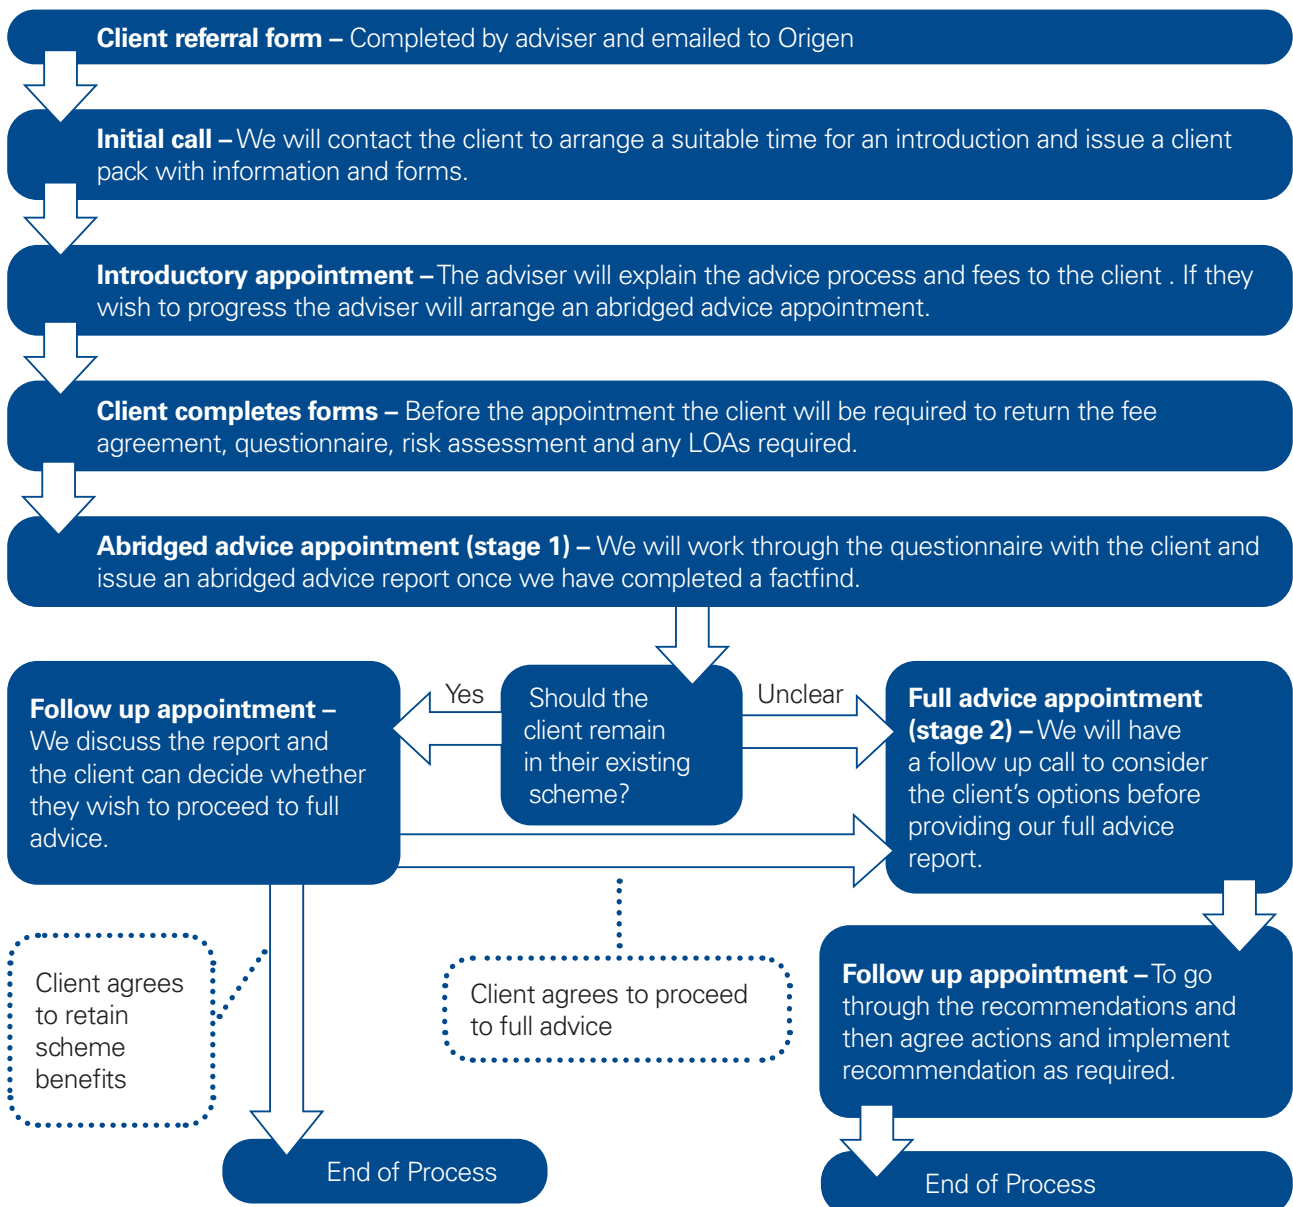 Client referral form – Completed by adviser and emailed to Origen
Initial call – We will contact the client to arrange a suitable time for an introduction and issue a client
pack with information and forms.
Introductory appointment – The adviser will explain the advice process and fees to the client . If they
wish to progress the adviser will arrange an abridged advice appointment.
Client completes forms – Before the appointment the client will be required to return the fee
agreement, questionnaire, risk assessment and any LOAs required.
Abridged advice appointment (stage 1) – We will work through the questionnaire with the client and
issue an abridged advice report once we have completed a factfind.
Follow up appointment –
We discuss the report and
the client can decide whether
they wish to proceed to full
advice.
Yes
Should the
client remain
in their existing
scheme?
Unclear
Full advice appointment
(stage 2) – We will have
a follow up call to consider
the client's options before
providing our full advice
report.
Client agrees
to retain
scheme
benefits
Client agrees to proceed
to full advice
Follow up appointment – To go
through the recommendations and
then agree actions and implement
recommendation as required.
End of Process
End of Process